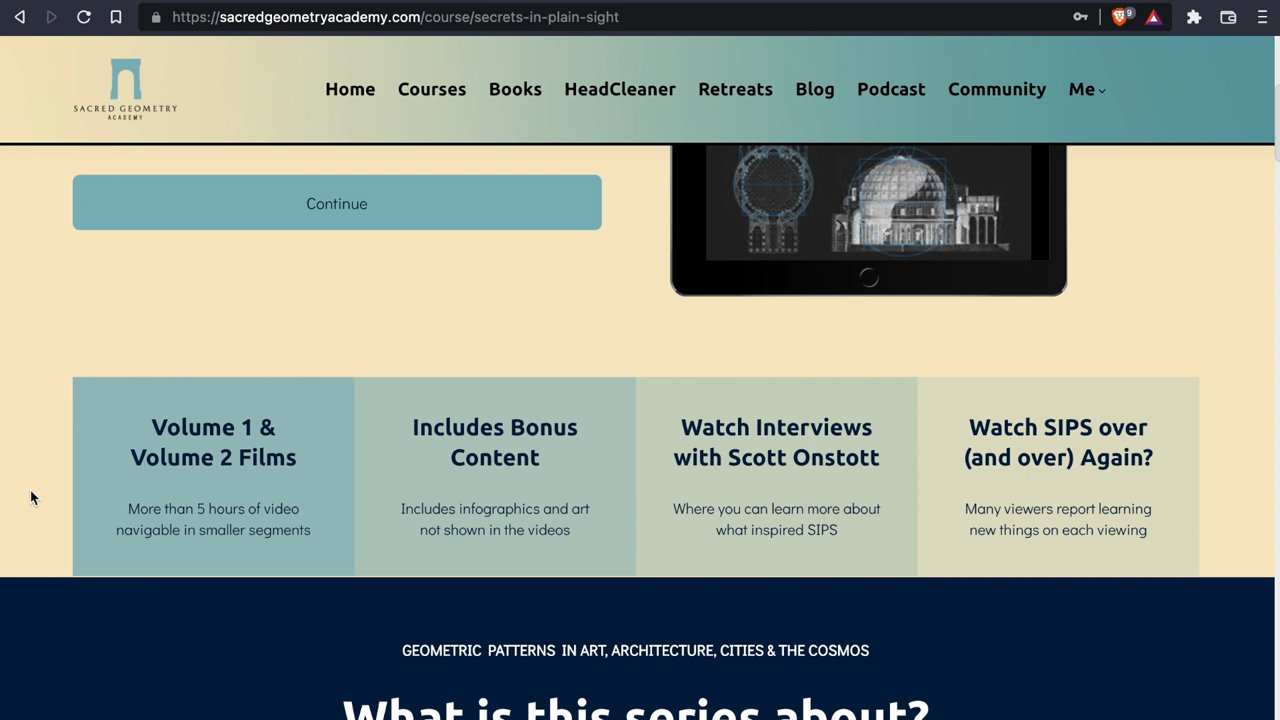 https://sacredgeometryacademy.com/course/secrets-in-plain-sight
9
SACRED GEOMETRY
ACADEMY
Home Courses Books HeadCleaner Retreats Blog Podcast Community Me
Continue
Volume 1 &
Volume 2 Films
More than 5 hours of video
navigable in smaller segments
Includes Bonus
Content
Includes infographics and art
not shown in the videos
Watch Interviews
with Scott Onstott
Where you can learn more about
what inspired SIPS
Watch SIPS over
(and over) Again?
Many viewers report learning
new things on each viewing
GEOMETRIC PATTERNS IN ART, ARCHITECTURE, CITIES & THE COSMOS
What is this series about?